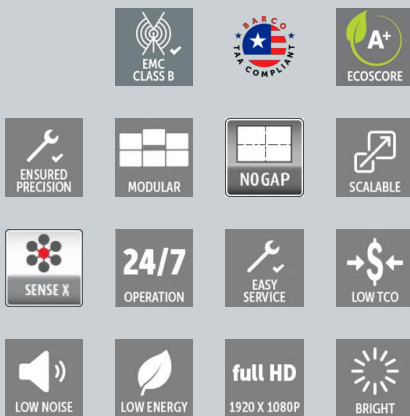 EMC
CLASS B
BARCO
TAA COMPLIANT
A+
ECOSCORE
ENSURED
PRECISION
MODULAR
NO GAP
SCALABLE
SENSE X
24/7
OPERATION
EASY
SERVICE
$
LOW TCO
LOW NOISE
LOW ENERGY
full HD
1920 X 1080P
BRIGHT